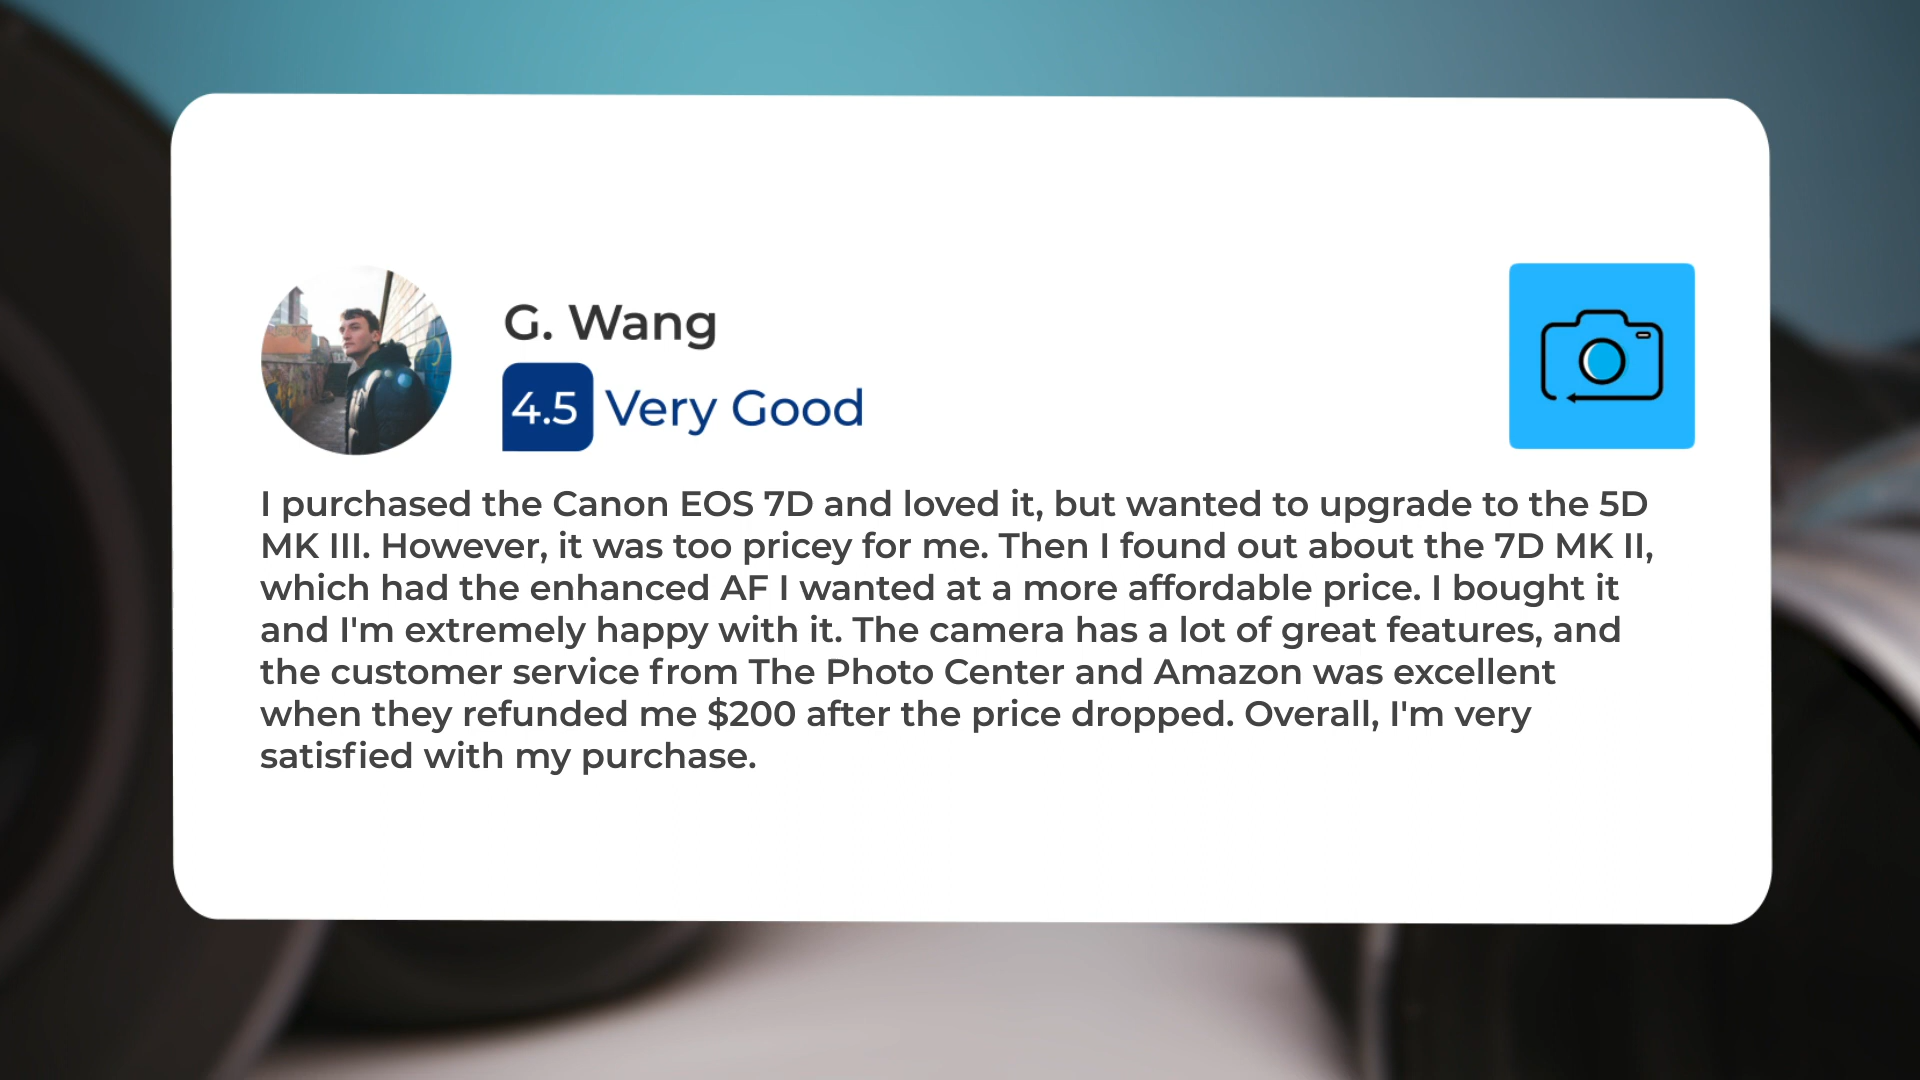 G. Wang
4.5 Very Good
I purchased the Canon EOS 7D and loved it, but wanted to upgrade to the 5D
MK III. However, it was too pricey for me. Then I found out about the 7D MK II,
which had the enhanced AF I wanted at a more affordable price. I bought it
and I'm extremely happy with it. The camera has a lot of great features, and
the customer service from The Photo Center and Amazon was excellent
when they refunded me $200 after the price dropped. Overall, I'm very
satisfied with my purchase.